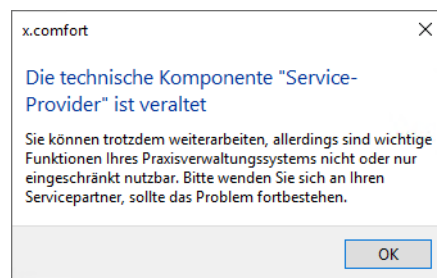 x.comfort
Die technische Komponente "Service-
Provider" ist veraltet
Sie können trotzdem weiterarbeiten, allerdings sind wichtige
Funktionen Ihres Praxisverwaltungssystems nicht oder nur
eingeschränkt nutzbar. Bitte wenden Sie sich an Ihren
Servicepartner, sollte das Problem fortbestehen.
OK